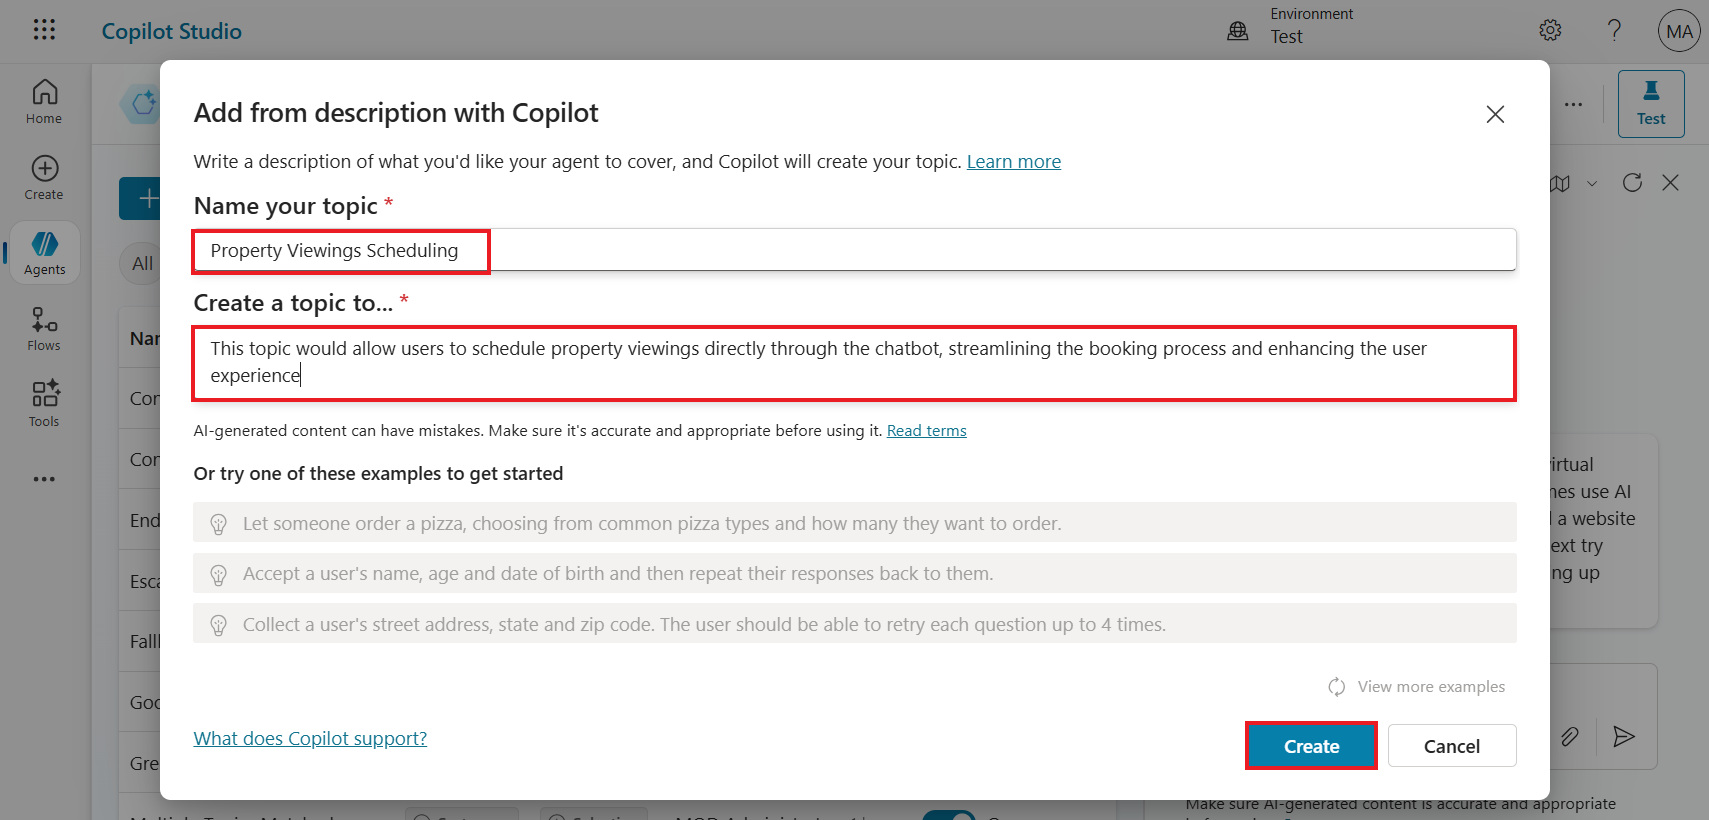 Copilot Studio
Environment
Test
MA
Home
Create
Agents
Flows
Tools
Test
All
Add from description with Copilot
Write a description of what you'd like your agent to cover, and Copilot will create your topic. Learn more
Name your topic *
Property Viewings Scheduling
Create a topic to... *
This topic would allow users to schedule property viewings directly through the chatbot, streamlining the booking process and enhancing the user
experience
AI-generated content can have mistakes. Make sure it's accurate and appropriate before using it. Read terms
Or try one of these examples to get started
Let someone order a pizza, choosing from common pizza types and how many they want to order.
Accept a user's name, age and date of birth and then repeat their responses back to them.
Collect a user's street address, state and zip code. The user should be able to retry each question up to 4 times.
View more examples
What does Copilot support?
Create
Cancel
Nar
Con
Con
End
Esca
Fall
Goo
Gre
irtual
nes use AI
a website
ext try
ng up
Make sure AI-generated content is accurate and appropriate